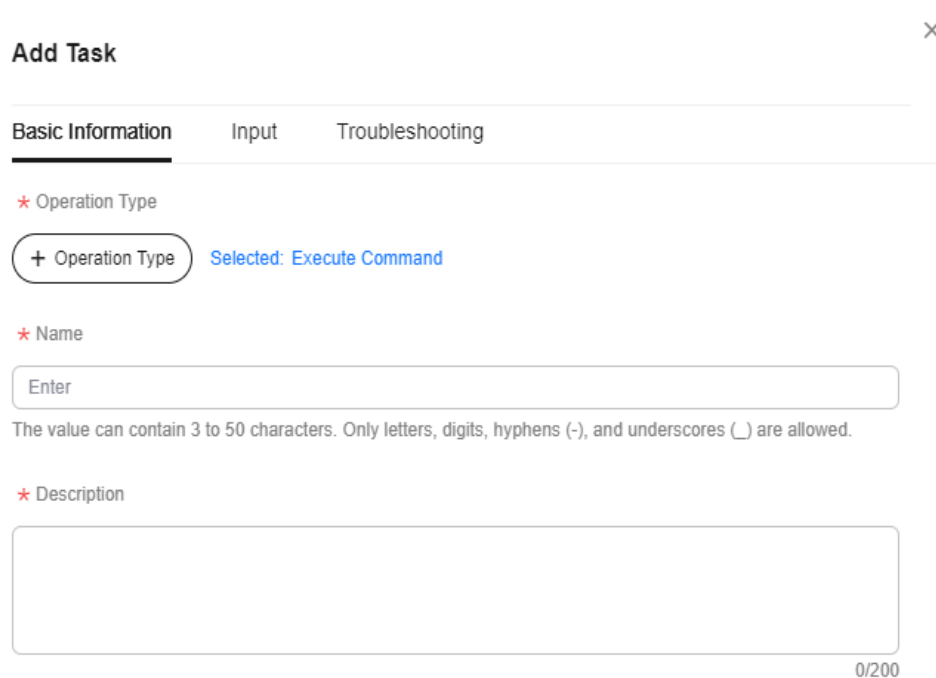 Add Task
Basic Information Input Troubleshooting
* Operation Type
+ Operation Type Selected: Execute Command
* Name
Enter
The value can contain 3 to 50 characters. Only letters, digits, hyphens (-), and underscores (_) are allowed.
* Description
0/200